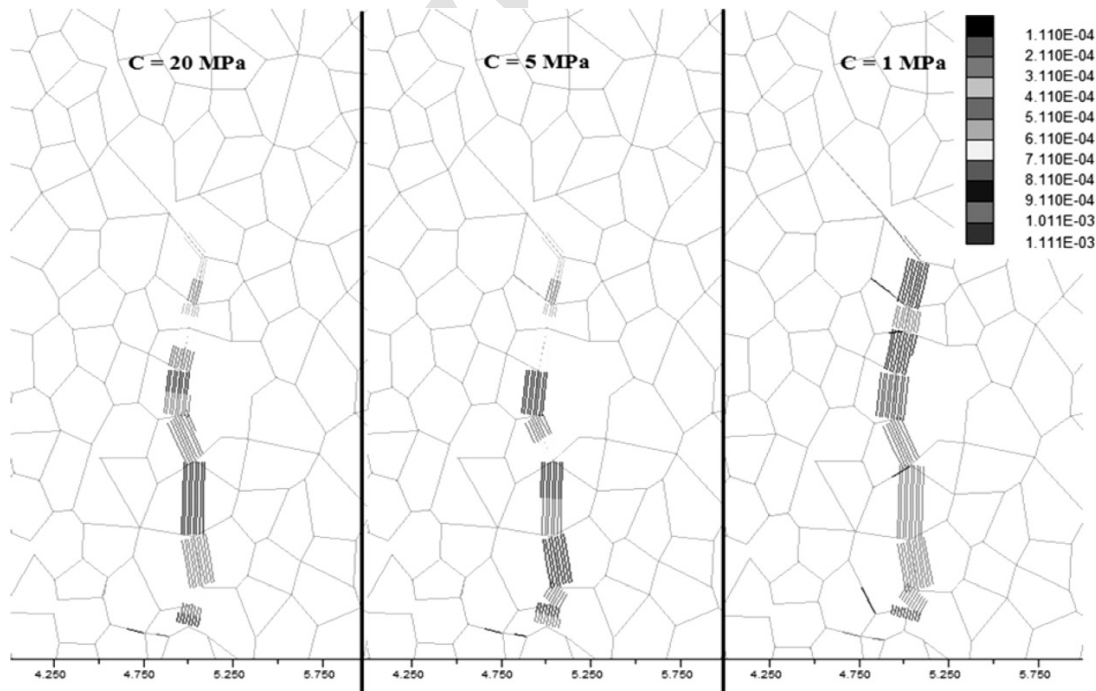 C = 20 MPa
C = 5 MPa
C = 1 MPa
1.110E-04
2.110E-04
3.110E-04
4.110E-04
5.110E-04
6.110E-04
7.110E-04
8.110E-04
9.110E-04
1.011E-03
1.111E-03
4.250 4.750 5.250 5.750 4.250 4.750 5.250 5.750 4.250 4.750 5.250 5.750